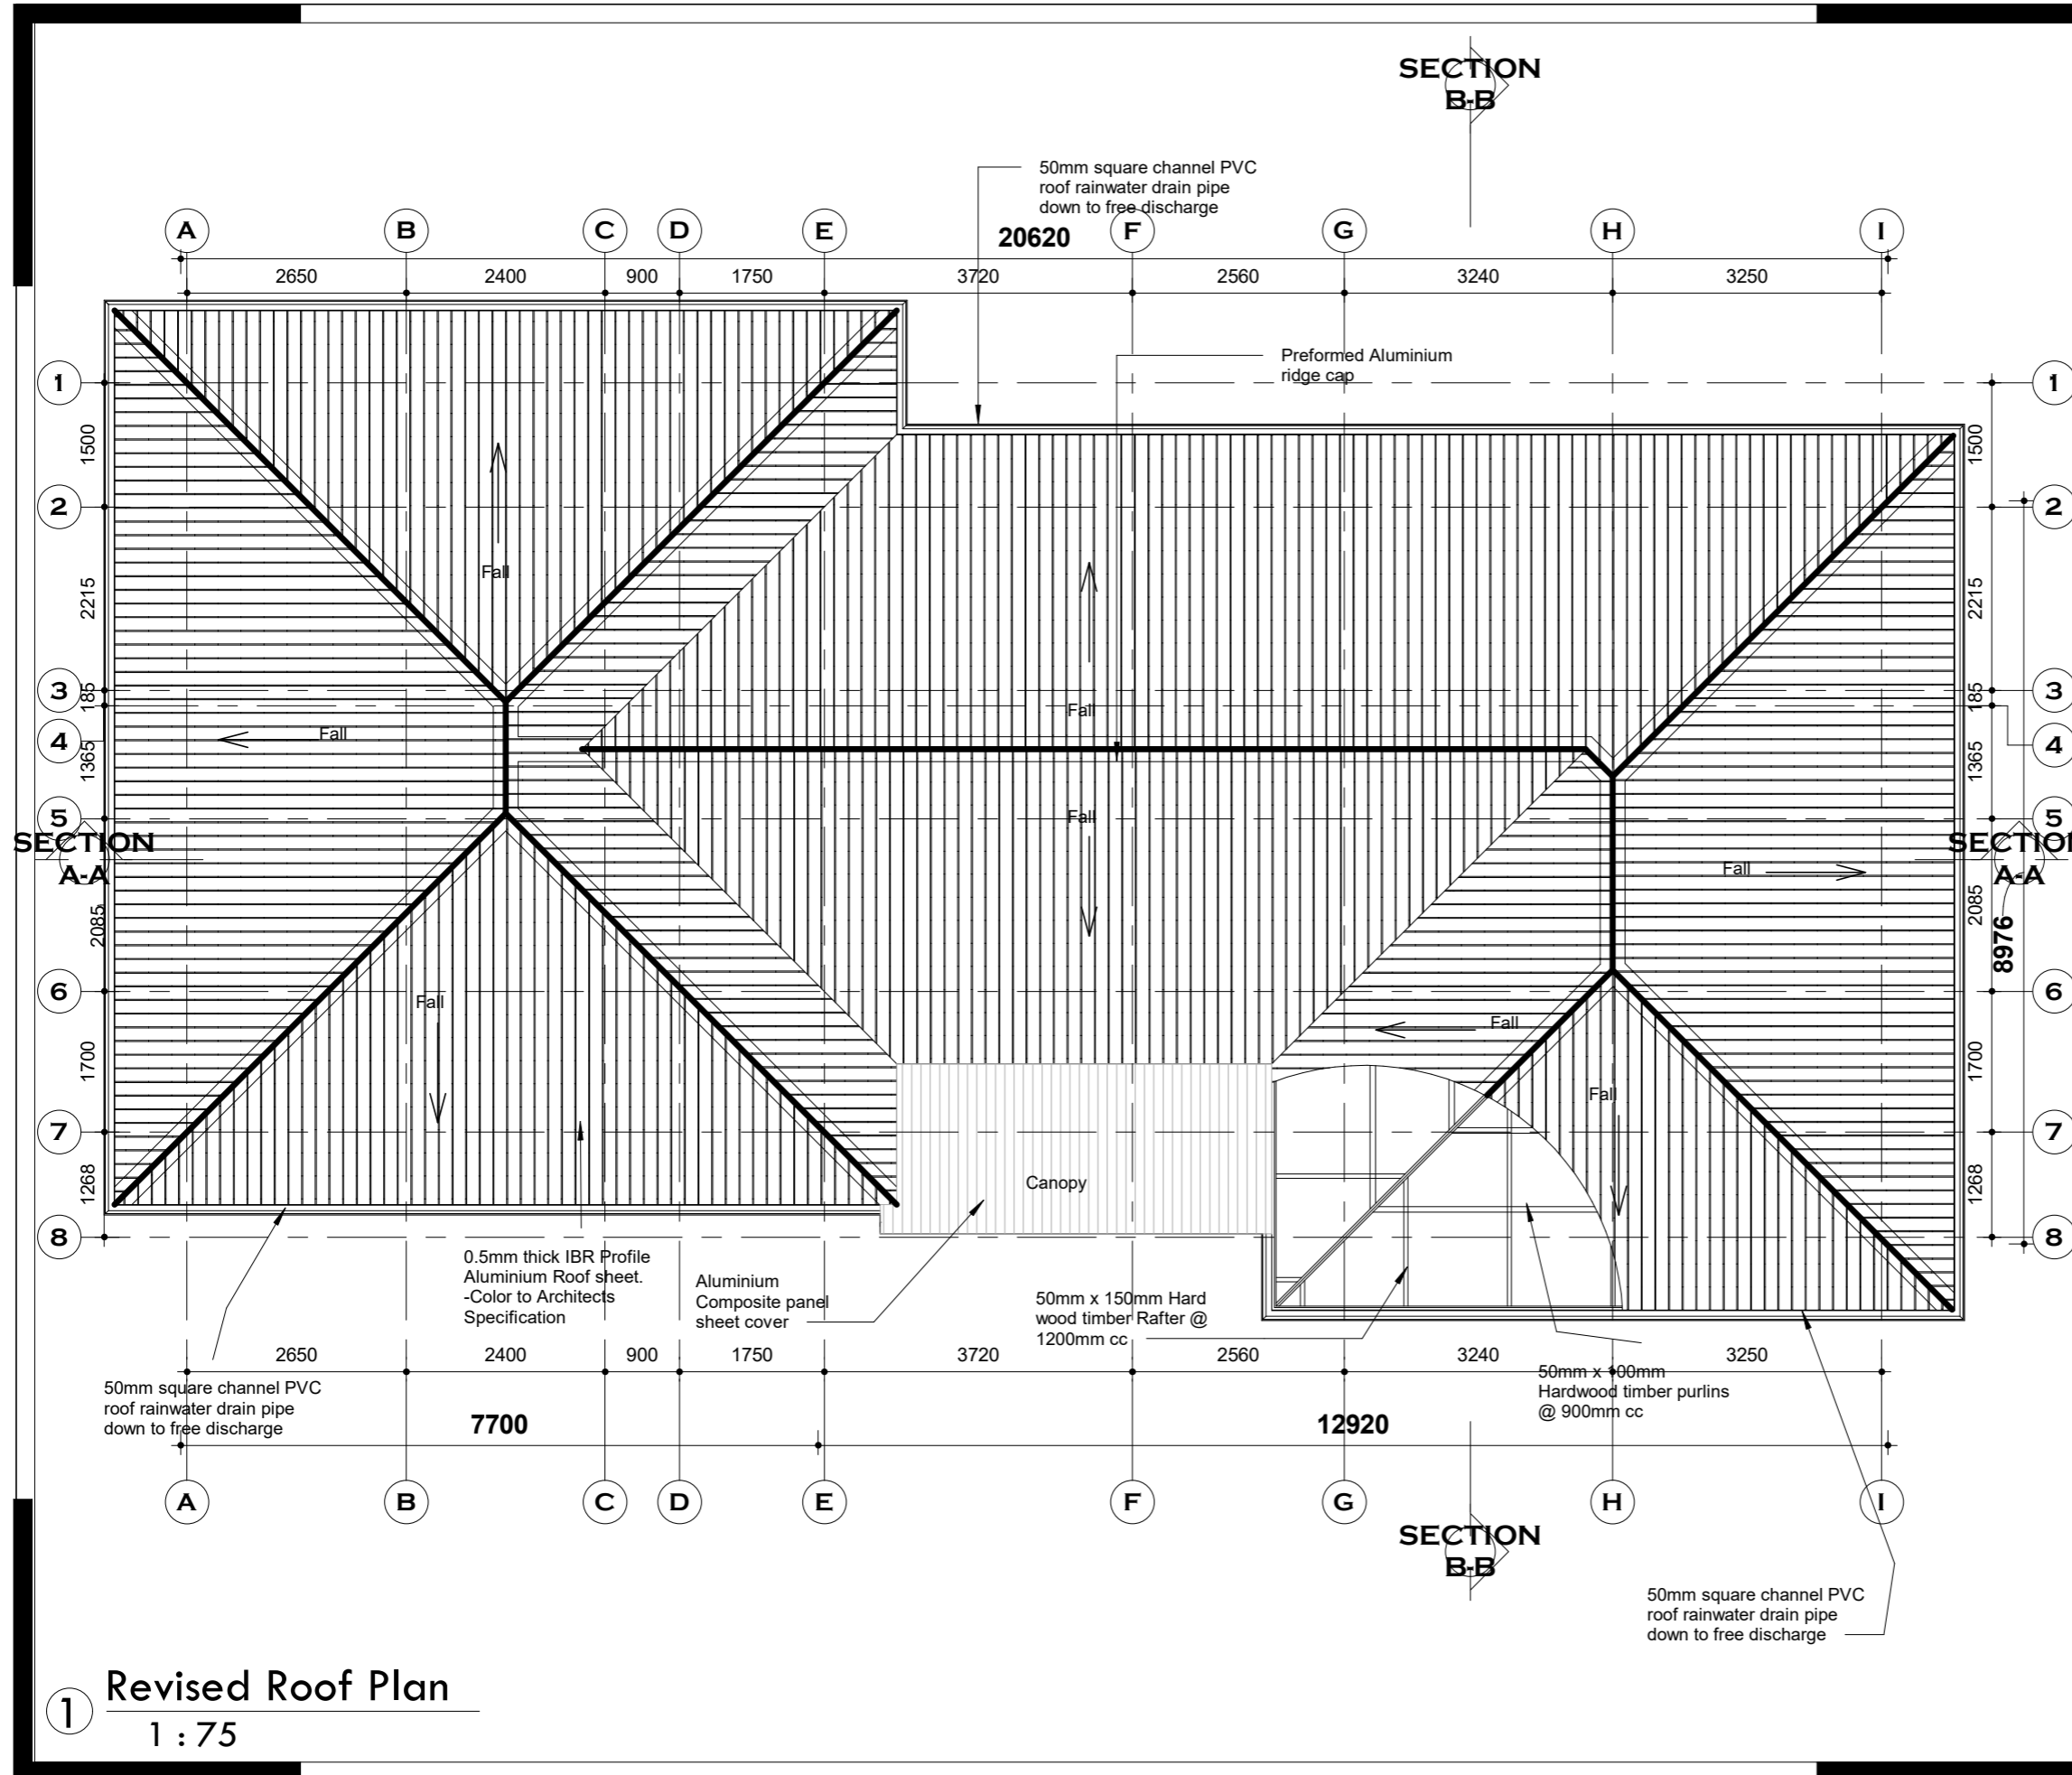 SECTION
B-B
50mm square channel PVC
roof rainwater drain pipe
down to free discharge
20620
A
B
C
D
E
F
G
H
I
2650
2400
900
1750
3720
2560
3240
3250
Preformed Aluminium
ridge cap
1
2
3
4
5
6
7
8
1500
2215
185
1365
2085
1700
1268
SECTION
A-A
Fall
Fall
Fall
Fall
Fall
Fall
Fall
Fall
Canopy
1
2
3
4
5
6
7
8
1500
2215
185
1365
2085
1700
1268
8976
SECTION
A-A
0.5mm thick IBR Profile
Aluminium Roof sheet.
-Color to Architects
Specification
Aluminium
Composite panel
sheet cover
50mm x 150mm Hard
wood timber Rafter @
1200mm cc
50mm x 100mm
Hardwood timber purlins
@ 900mm cc
2650
2400
900
1750
3720
2560
3240
3250
50mm square channel PVC
roof rainwater drain pipe
down to free discharge
7700
12920
A
B
C
D
E
F
G
H
I
SECTION
B-B
50mm square channel PVC
roof rainwater drain pipe
down to free discharge
1
Revised Roof Plan
1 : 75